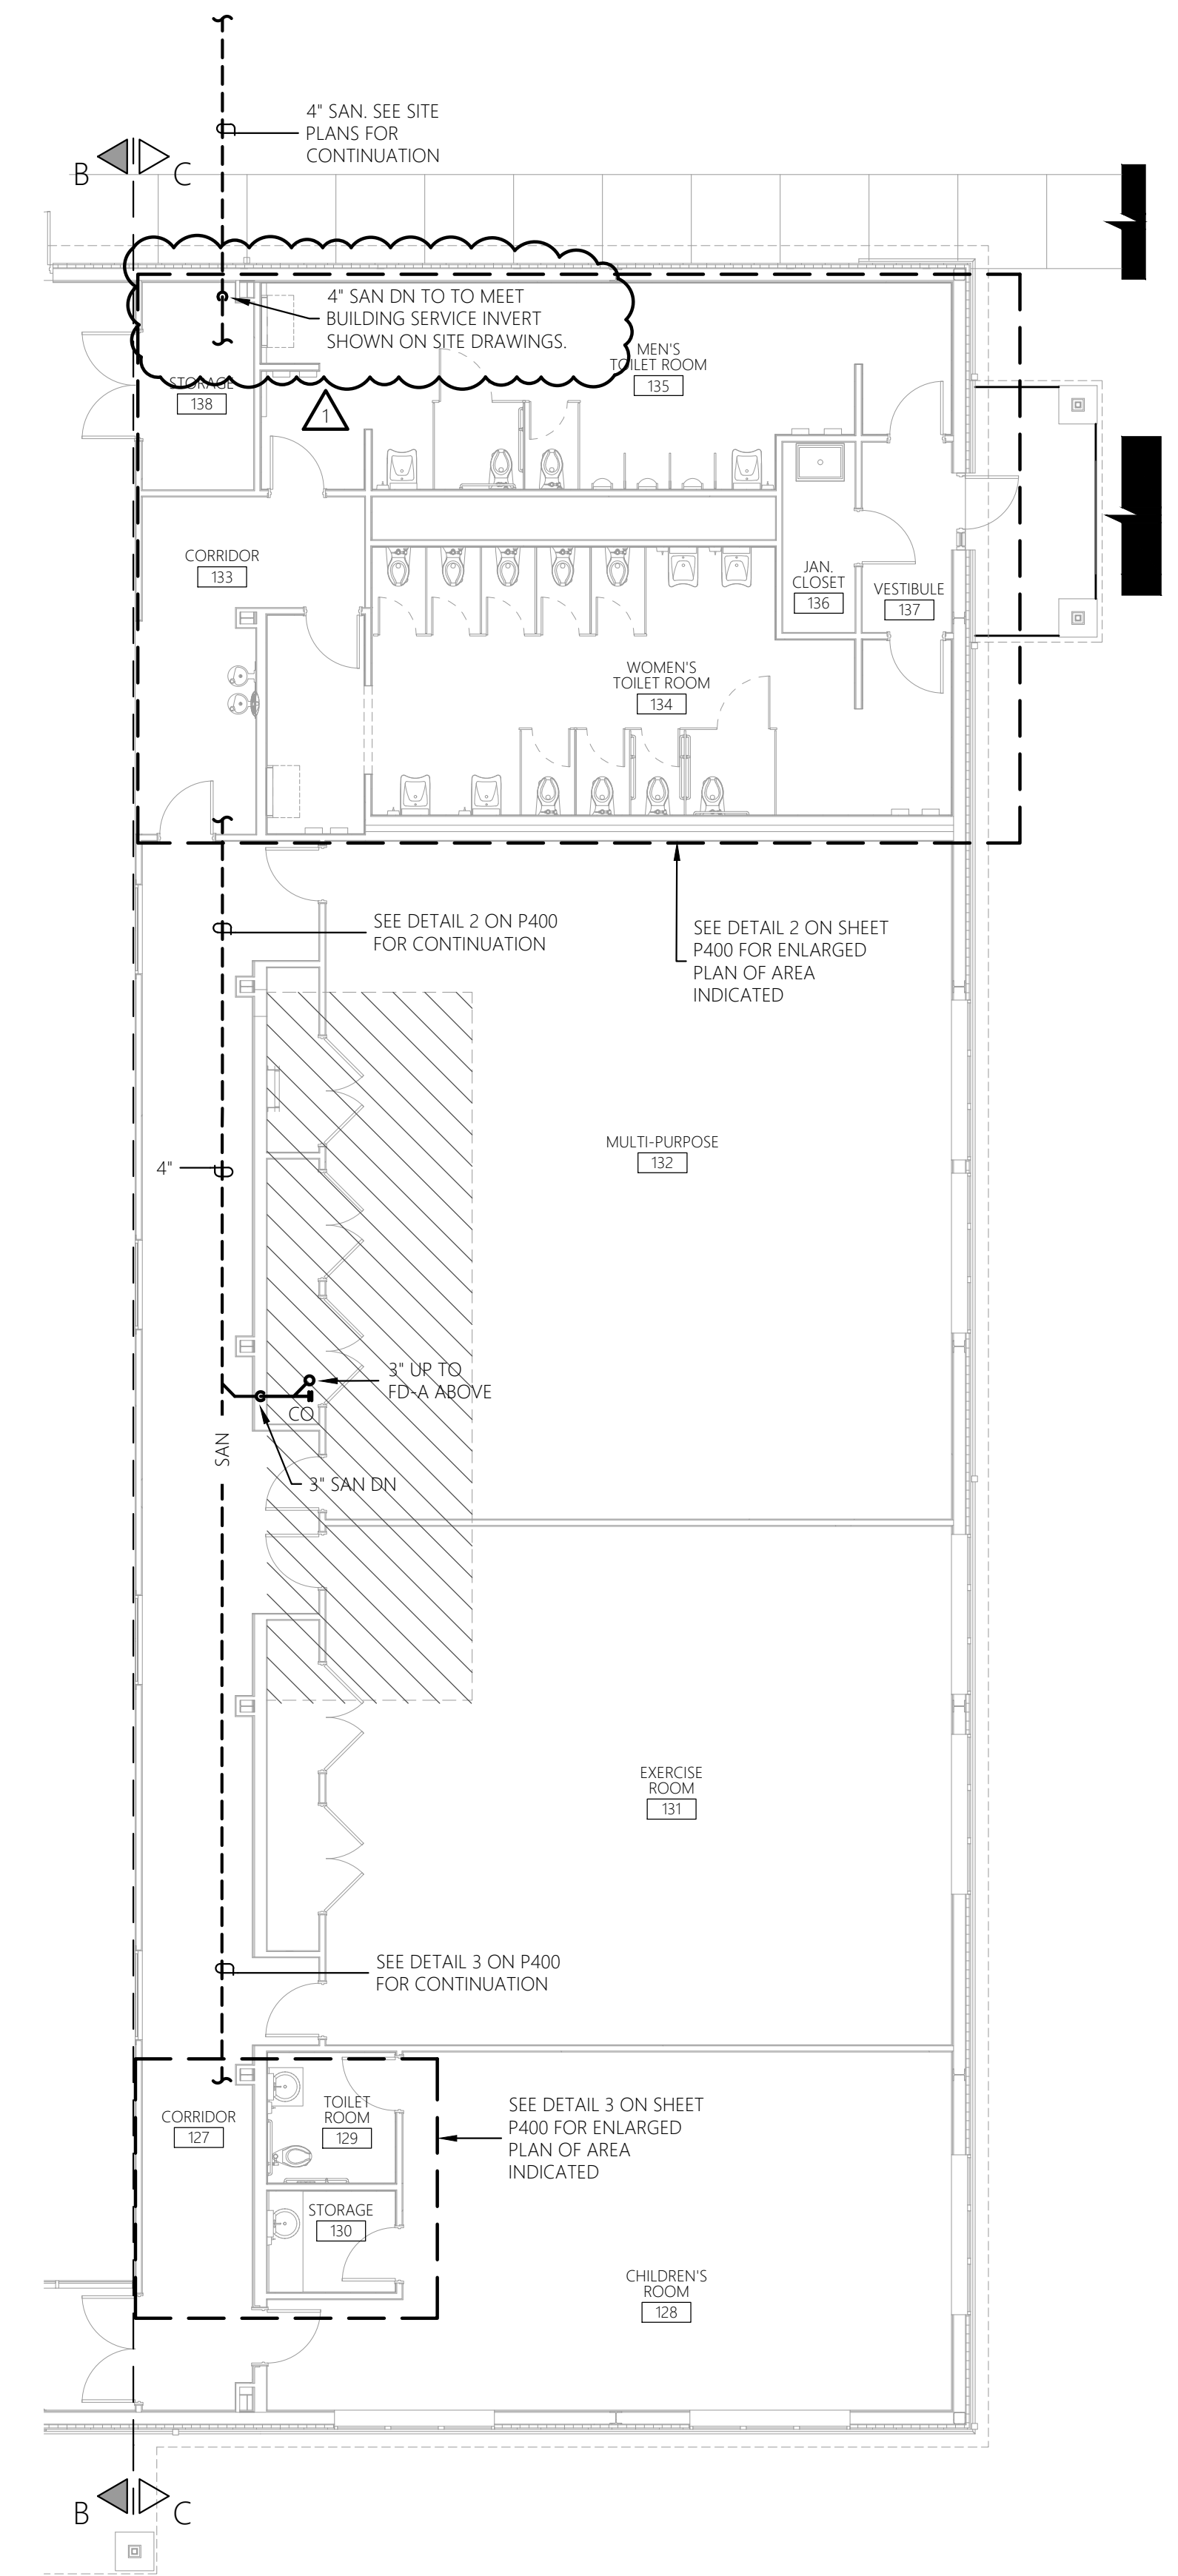 4" SAN. SEE SITE
PLANS FOR
CONTINUATION
B C
4" SAN DN TO TO MEET
BUILDING SERVICE INVERT
SHOWN ON SITE DRAWINGS.
MEN'S
TOILET ROOM
135
STORAGE
138
1
CORRIDOR
133
JAN.
CLOSET
136
VESTIBULE
137
WOMEN'S
TOILET ROOM
134
SEE DETAIL 2 ON P400
FOR CONTINUATION
SEE DETAIL 2 ON SHEET
P400 FOR ENLARGED
PLAN OF AREA
INDICATED
MULTI-PURPOSE
132
4"
3" UP TO
FD-A ABOVE
CO
SAN
3" SAN DN
EXERCISE
ROOM
131
SEE DETAIL 3 ON P400
FOR CONTINUATION
TOILET
ROOM
129
CORRIDOR
127
SEE DETAIL 3 ON SHEET
P400 FOR ENLARGED
PLAN OF AREA
INDICATED
STORAGE
130
CHILDREN'S
ROOM
128
B C